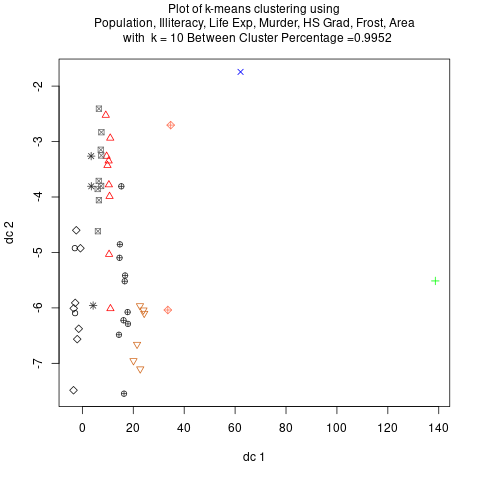 Plot of k-means clustering using
Population, Illiteracy, Life Exp, Murder, HS Grad, Frost, Area
with k = 10 Between Cluster Percentage =0.9952
dc 2
-2
-3
-4
-5
-6
-7
0 20 40 60 80 100 120 140
dc 1